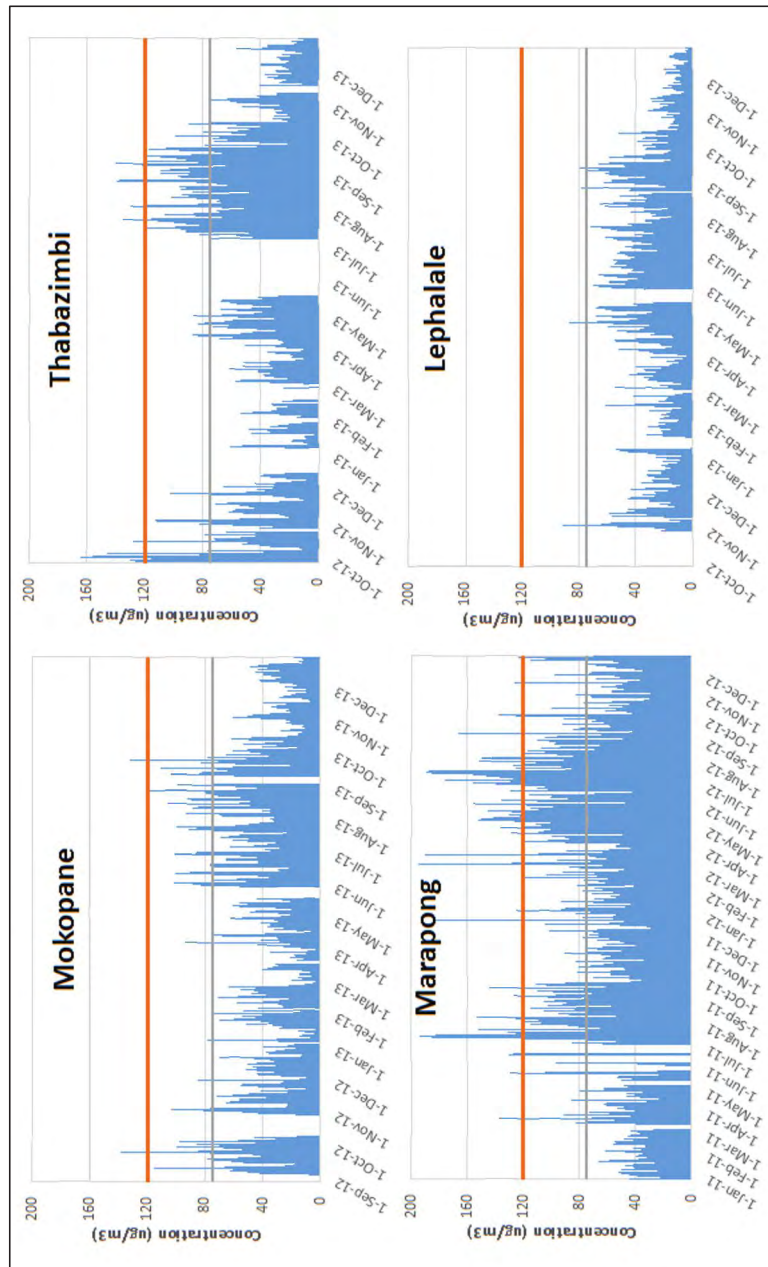 Mokopane
Concentration (ug/m3)
200
160
120
80
40
0
1-Sep-12
1-Oct-12
1-Nov-12
1-Dec-12
1-Jan-13
1-Feb-13
1-Mar-13
1-Apr-13
1-May-13
1-Jun-13
1-Jul-13
1-Aug-13
1-Sep-13
1-Oct-13
1-Nov-13
1-Dec-13
Thabazimbi
Concentration (ug/m3)
200
160
120
80
40
0
1-Oct-12
1-Nov-12
1-Dec-12
1-Jan-13
1-Feb-13
1-Mar-13
1-Apr-13
1-May-13
1-Jun-13
1-Jul-13
1-Aug-13
1-Sep-13
1-Oct-13
1-Nov-13
1-Dec-13
Marapong
Concentration (ug/m3)
200
160
120
80
40
0
1-Jan-11
1-Feb-11
1-Mar-11
1-Apr-11
1-May-11
1-Jun-11
1-Jul-11
1-Aug-11
1-Sep-11
1-Oct-11
1-Nov-11
1-Dec-11
1-Jan-12
1-Feb-12
1-Mar-12
1-Apr-12
1-May-12
1-Jun-12
1-Jul-12
1-Aug-12
1-Sep-12
1-Oct-12
1-Nov-12
1-Dec-12
Lephalale
Concentration (ug/m3)
200
160
120
80
40
0
1-Oct-12
1-Nov-12
1-Dec-12
1-Jan-13
1-Feb-13
1-Mar-13
1-Apr-13
1-May-13
1-Jun-13
1-Jul-13
1-Aug-13
1-Sep-13
1-Oct-13
1-Nov-13
1-Dec-13